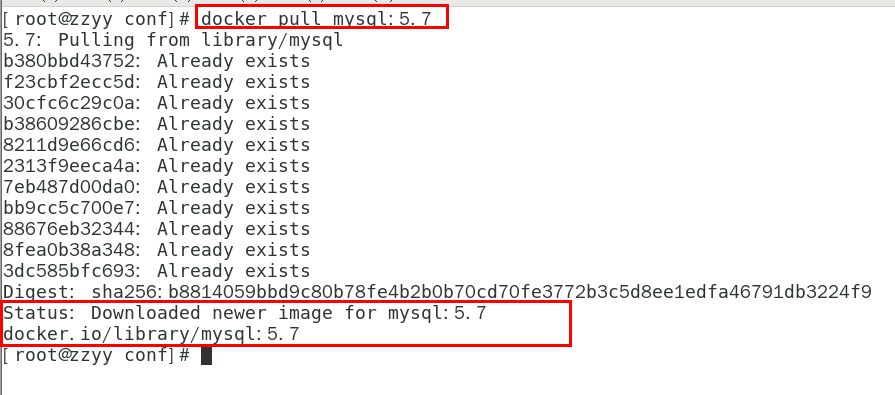 [root@zzyy conf]# docker pull mysql:5.7
5.7: Pulling from library/mysql
b380bbd43752: Already exists
f23cbf2ecc5d: Already exists
30cfc6c29c0a: Already exists
b38609286cbe: Already exists
8211d9e66cd6: Already exists
2313f9eeca4a: Already exists
7eb487d00da0: Already exists
bb9cc5c700e7: Already exists
88676eb32344: Already exists
8fea0b38a348: Already exists
3dc585bfc693: Already exists
Digest: sha256:b8814059bbd9c80b78fe4b2b0b70cd70fe3772b3c5d8ee1edfa46791db3224f9
Status: Downloaded newer image for mysql:5.7
docker.io/library/mysql:5.7
[root@zzyy conf]#